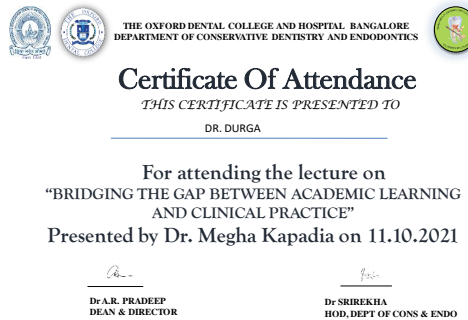 THE OXFORD DENTAL COLLEGE AND HOSPITAL BANGALORE
DEPARTMENT OF CONSERVATIVE DENTISTRY AND ENDODONTICS
Certificate Of Attendance
THIS CERTIFICATE IS PRESENTED TO
DR. DURGA
For attending the lecture on
“BRIDGING THE GAP BETWEEN ACADEMIC LEARNING
AND CLINICAL PRACTICE”
Presented by Dr. Megha Kapadia on 11.10.2021
Dr A.R. PRADEEP
DEAN & DIRECTOR
Dr SRIREKHA
HOD, DEPT OF CONS & ENDO